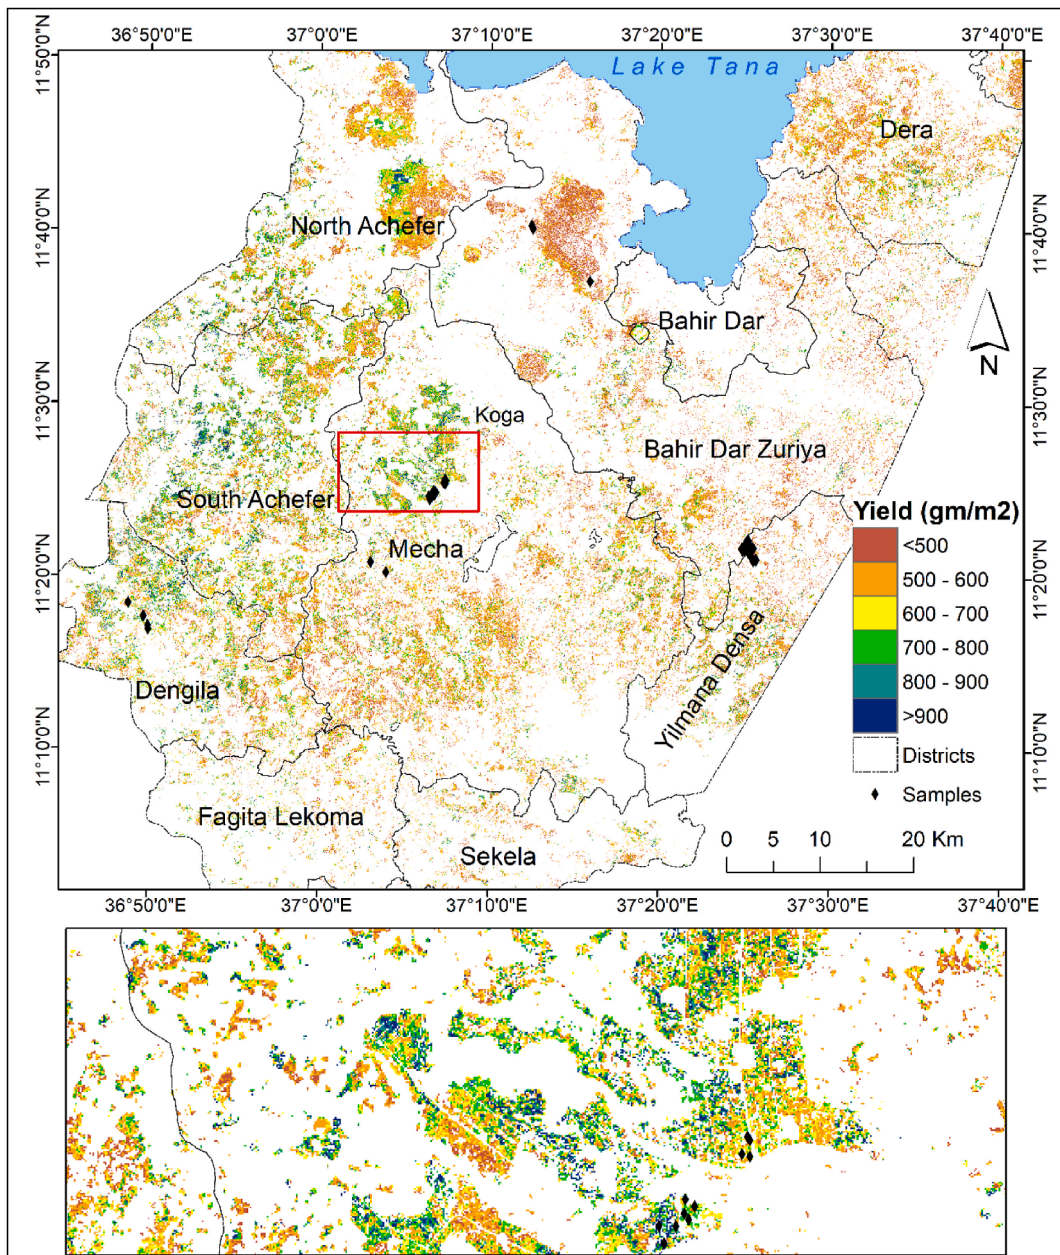 36°50'0"E 37°0'0"E 37°10'0"E 37°20'0"E 37°30'0"E 37°40'0"E
11°50'0"N
Lake Tana
Dera
11°40'0"N
North Achefer
11°40'0"N
Bahir Dar
N
11°30'0"N
Koga
11°30'0"N
Bahir Dar Zuriya
South Achefer
Yield (gm/m2)
<500
500 - 600
600 - 700
700 - 800
800 - 900
>900
Districts
Samples
Mecha
11°20'0"N
11°20'0"N
Yilmana Densa
Dengila
11°10'0"N
11°10'0"N
Fagita Lekoma
Sekela
0 5 10 20 Km
36°50'0"E 37°0'0"E 37°10'0"E 37°20'0"E 37°30'0"E 37°40'0"E